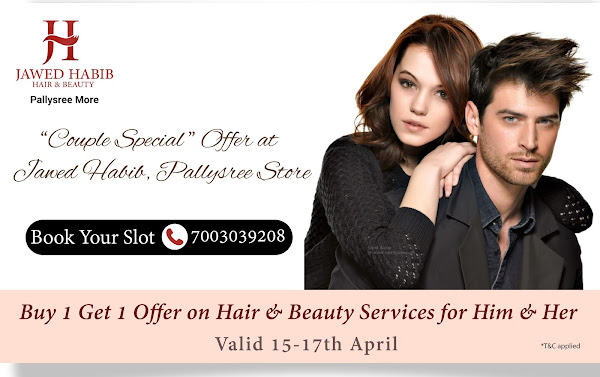 JAWED HABIB
HAIR & BEAUTY
Pallysree More
“Couple Special” Offer at
Jawed Habib, Pallysree Store
Book Your Slot 7003039208
Buy 1 Get 1 Offer on Hair & Beauty Services for Him & Her
Valid 15-17th April
*T&C applied